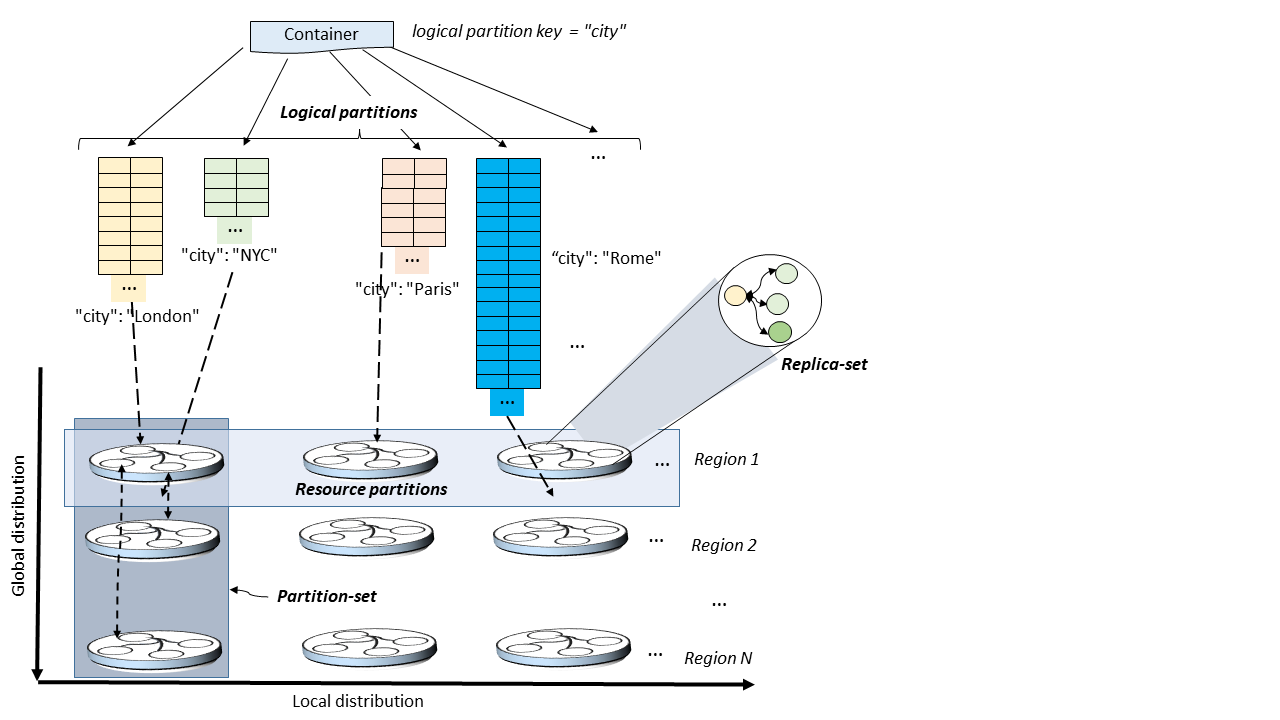 Container
logical partition key = "city"
Logical partitions
...
...
"city": "NYC"
...
"city": "Paris"
“city": "Rome"
...
"city": "London"
...
Replica-set
...
Region 1
...
Resource partitions
Region 2
...
Partition-set
...
Region N
...
Global distribution
Local distribution